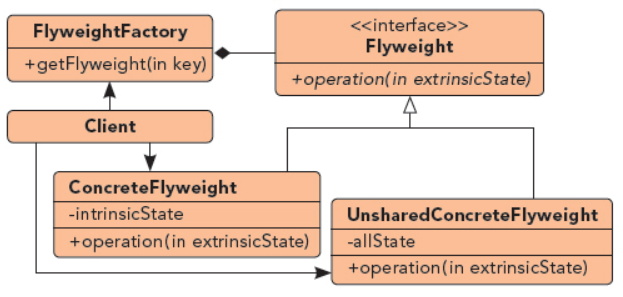 FlyweightFactory
+getFlyweight(in key)
<<interface>>
Flyweight
+operation(in extrinsicState)
Client
ConcreteFlyweight
-intrinsicState
+operation(in extrinsicState)
UnsharedConcreteFlyweight
-allState
+operation(in extrinsicState)